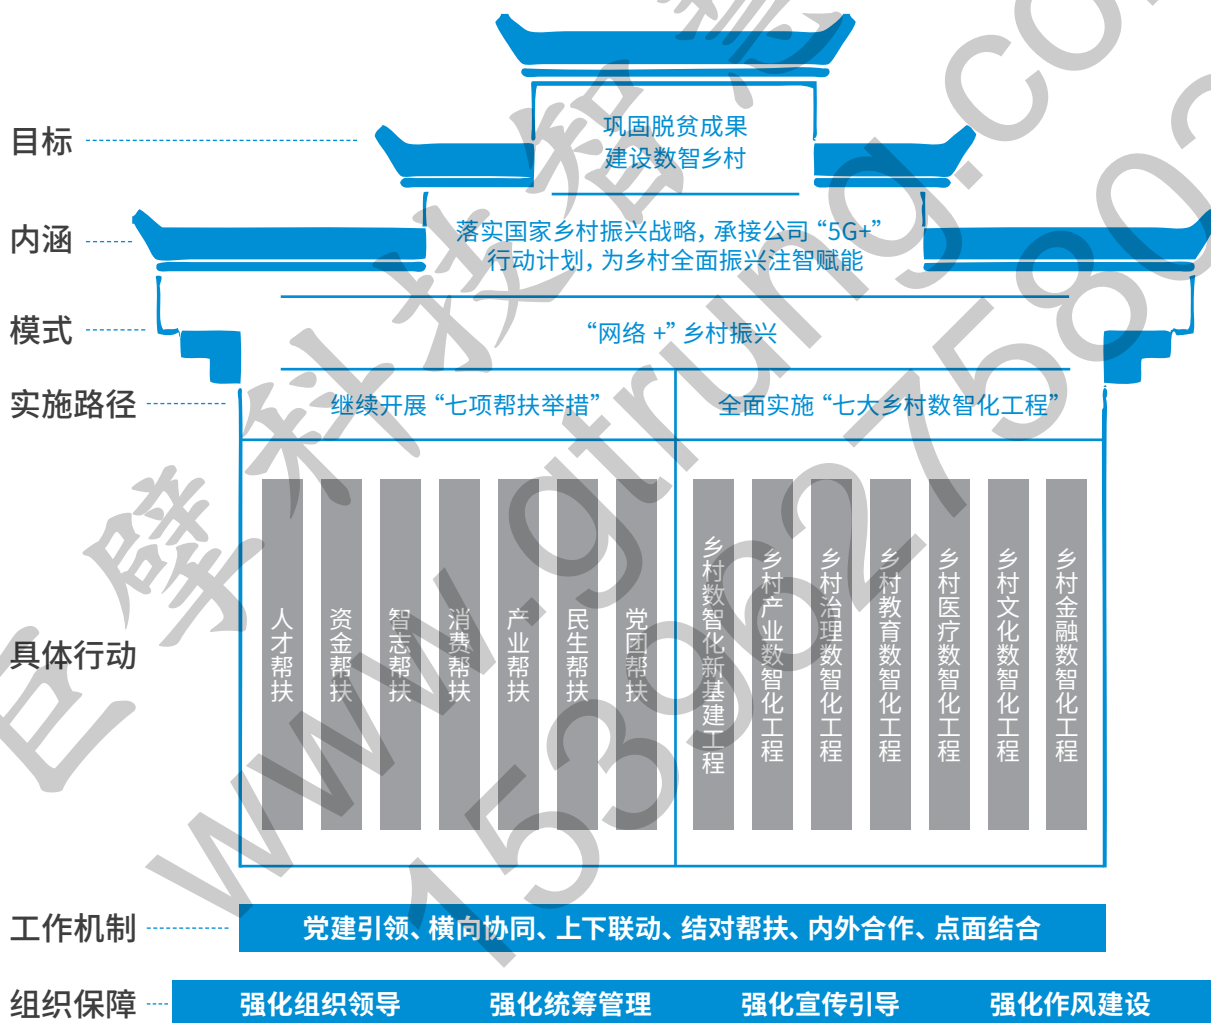 目标
巩固脱贫成果
建设数智乡村
内涵
落实国家乡村振兴战略，承接公司“5G+”
行动计划，为乡村全面振兴注智赋能
模式
“网络 +”乡村振兴
实施路径
继续开展“七项帮扶举措”
全面实施“七大乡村数智化工程”
具体行动
人才帮扶
资金帮扶
智志帮扶
消费帮扶
产业帮扶
民生帮扶
党团帮扶
乡村数智化新基建工程
乡村产业数智化工程
乡村治理数智化工程
乡村教育数智化工程
乡村医疗数智化工程
乡村文化数智化工程
乡村金融数智化工程
工作机制
党建引领、横向协同、上下联动、结对帮扶、内外合作、点面结合
组织保障
强化组织领导
强化统筹管理
强化宣传引导
强化作风建设
巨擘科技智慧
www.gtrung.co
1539627580